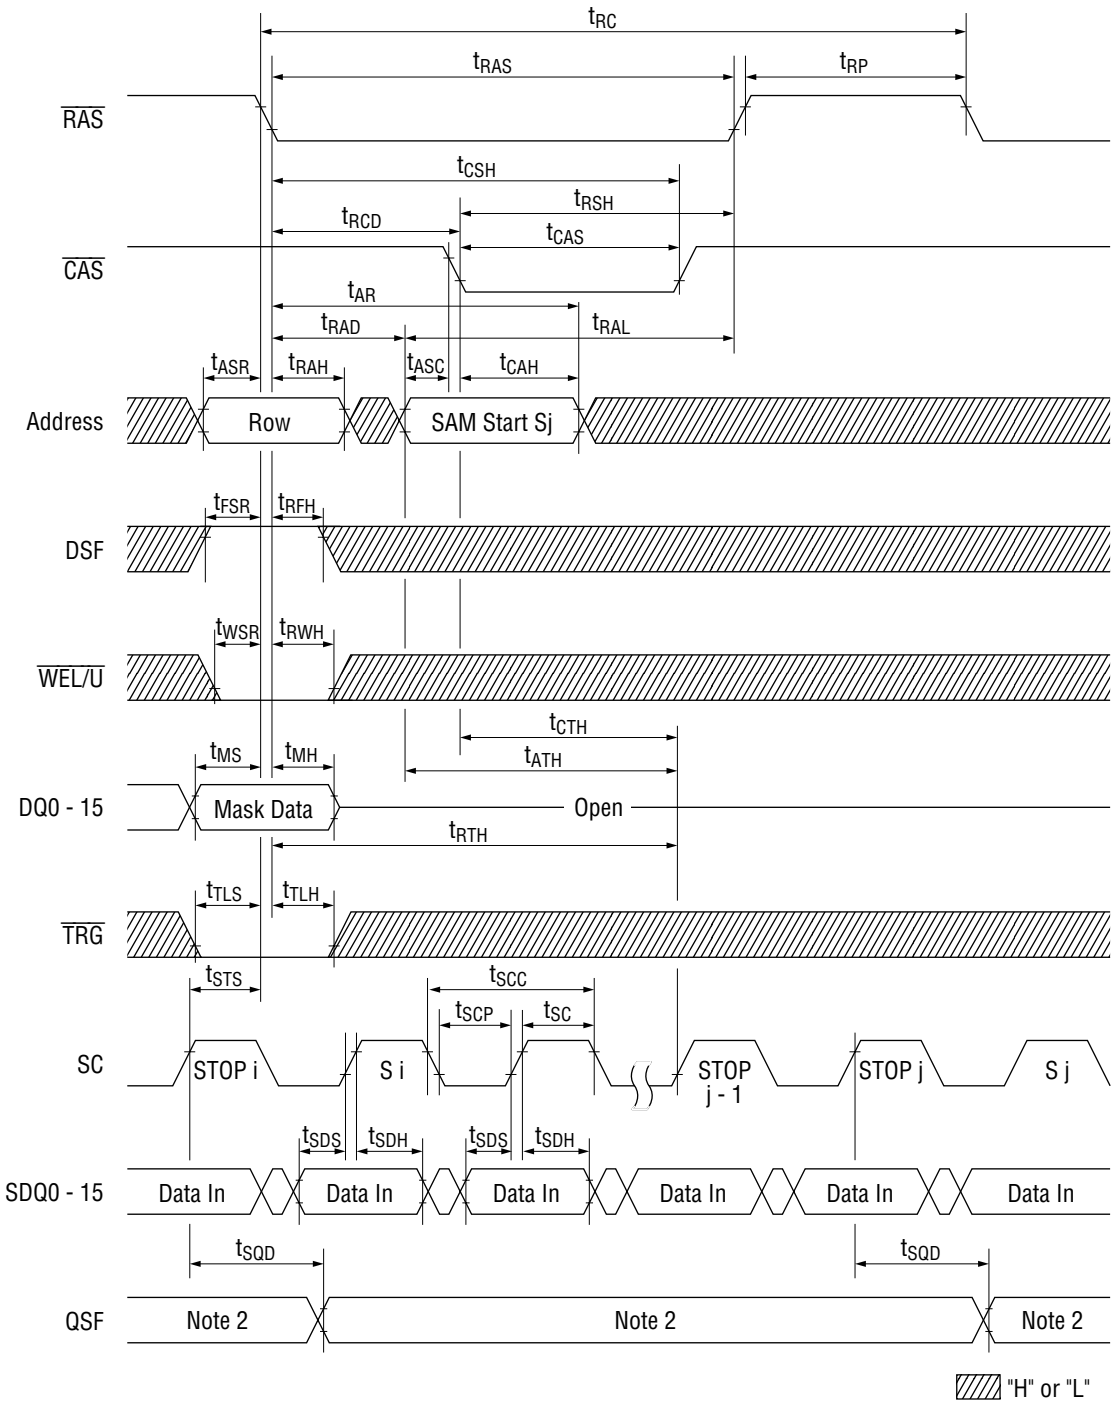 tRC
tRAS tRP
RAS
tCSH
tRSH
tRCD
tCAS
CAS
tAR
tRAD tRAL
tASR tRAH tASC tCAH
Address Row SAM Start Sj
tFSR tRFH
DSF
tWSR tRWH
WEL/U
tCTH
tMS tMH tATH
DQ0 - 15 Mask Data Open
tRTH
tTLS tTLH
TRG
tSTS tSCC
tSCP tSC
SC STOP i S i STOP j - 1 STOP j S j
tSDS tSDH tSDS tSDH
SDQ0 - 15 Data In Data In Data In Data In Data In Data In
tSQD tSQD
QSF Note 2 Note 2 Note 2
"H" or "L"